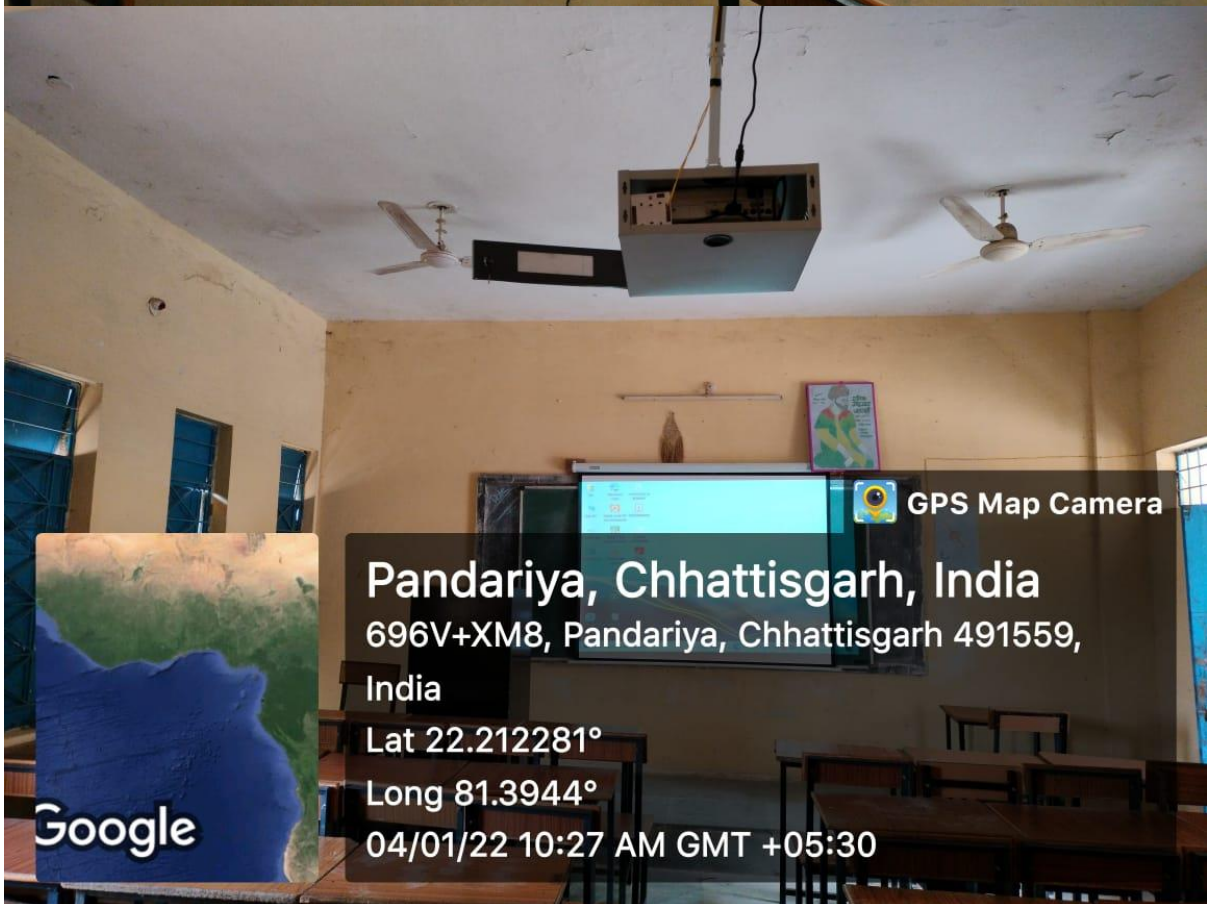 GPS Map Camera
Pandariya, Chhattisgarh, India
696V+XM8, Pandariya, Chhattisgarh 491559,
India
Lat 22.212281°
Long 81.3944°
04/01/22 10:27 AM GMT +05:30
Google